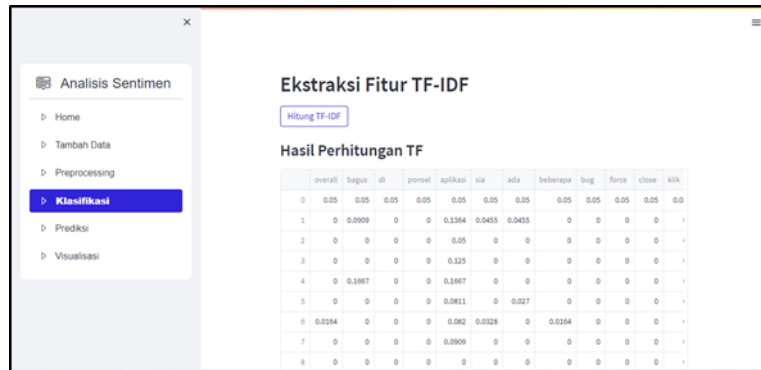 ×
≡
Analisis Sentimen
Home
Tambah Data
Preprocessing
Klasifikasi
Prediksi
Visualisasi
Ekstraksi Fitur TF-IDF
Hitung TF-IDF
Hasil Perhitungan TF
overall bagus di ponsel aplikasi sia ada beberapa bug force close klik
0 0.05 0.05 0.05 0.05 0.05 0.05 0.05 0.05 0.05 0.05 0.05 0.0
1 0 0.0909 0 0 0.1364 0.0455 0.0455 0 0 0 0
2 0 0 0 0 0.05 0 0 0 0 0 0
3 0 0 0 0 0.125 0 0 0 0 0 0
4 0 0.1667 0 0 0.1667 0 0 0 0 0 0
5 0 0 0 0 0.0811 0 0.027 0 0 0 0
6 0.0164 0 0 0 0.082 0.0328 0 0.0164 0 0 0
7 0 0 0 0 0.0909 0 0 0 0 0 0
8 0 0 0 0 0 0 0 0 0 0 0